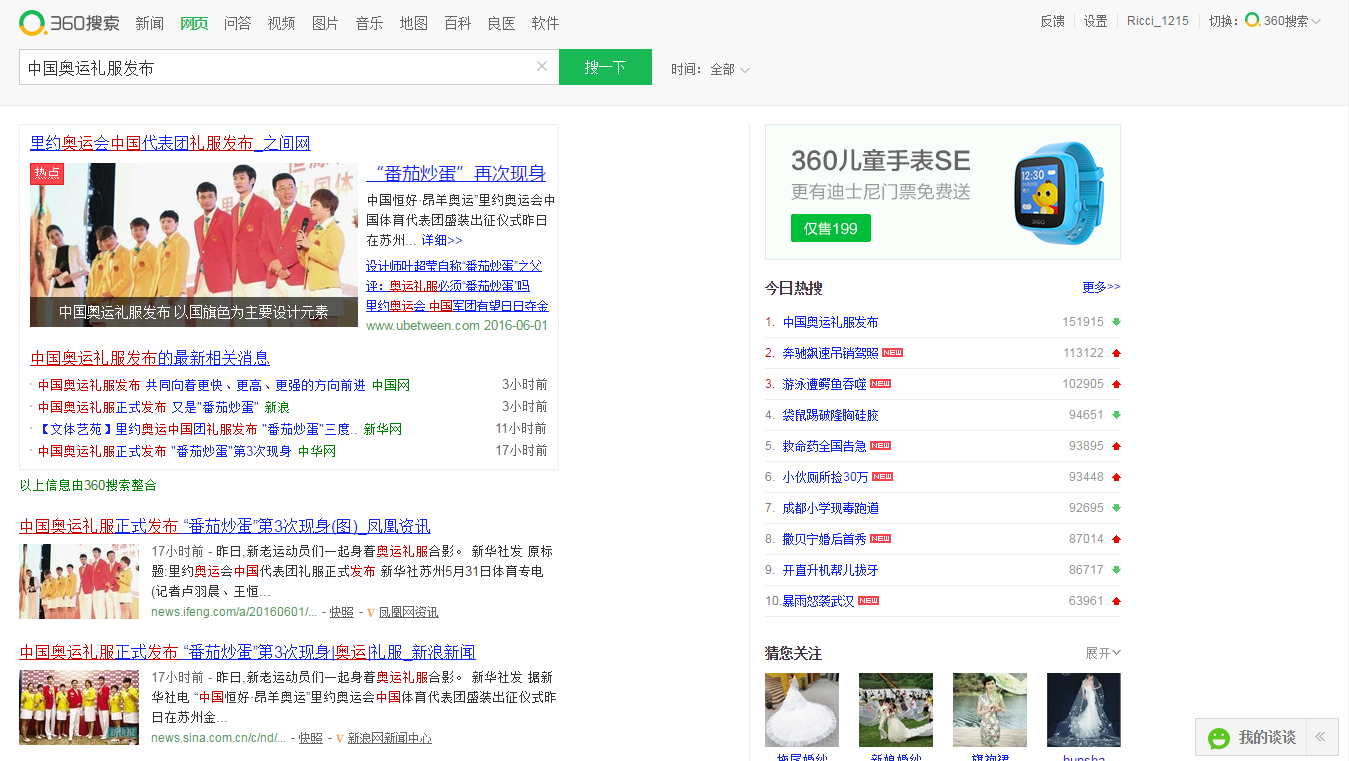 360搜索 新闻 网页 问答 视频 图片 音乐 地图 百科 良医 软件
反馈 设置 Ricci_1215 切换： 360搜索
中国奥运礼服发布
搜一下
时间： 全部
里约奥运会中国代表团礼服发布_之间网
热点
中国奥运礼服发布 以国旗色为主要设计元素
“番茄炒蛋”再次现身
中国恒好·昂羊奥运”里约奥运会中
国体育代表团盛装出征仪式昨日
在苏州... 详细>>
设计师叶超莹自称“番茄炒蛋”之父
评：奥运礼服必须“番茄炒蛋”吗
里约奥运会 中国军团有望日日夺金
www.ubetween.com 2016-06-01
中国奥运礼服发布的最新相关消息
· 中国奥运礼服发布 共同向着更快、更高、更强的方向前进 中国网 3小时前
· 中国奥运礼服正式发布 又是"番茄炒蛋" 新浪 3小时前
· 【文体艺苑】里约奥运中国团礼服发布 "番茄炒蛋"三度.. 新华网 11小时前
· 中国奥运礼服正式发布 "番茄炒蛋"第3次现身 中华网 17小时前
以上信息由360搜索整合
中国奥运礼服正式发布 “番茄炒蛋”第3次现身(图)_凤凰资讯
17小时前 - 昨日,新老运动员们一起身着奥运礼服合影。 新华社发 原标
题:里约奥运会中国代表团礼服正式发布 新华社苏州5月31日体育专电
(记者卢羽晨、王恒...
news.ifeng.com/a/20160601/... - 快照 - V 凤凰网资讯
中国奥运礼服正式发布 “番茄炒蛋”第3次现身|奥运|礼服_新浪新闻
17小时前 - 昨日,新老运动员们一起身着奥运礼服合影。 新华社发 据新
华社电 “中国恒好·昂羊奥运”里约奥运会中国体育代表团盛装出征仪式昨
日在苏州金...
news.sina.com.cn/c/nd/... - 快照 - V 新浪网新闻中心
360儿童手表SE
更有迪士尼门票免费送
仅售199
12:30
360
今日热搜 更多>>
1. 中国奥运礼服发布 151915
2. 奔驰飙速吊销驾照 NEW 113122
3. 游泳遭鳄鱼吞噬 NEW 102905
4. 袋鼠踢破隆胸硅胶 94651
5. 救命药全国告急 NEW 93895
6. 小伙厕所捡30万 NEW 93448
7. 成都小学现毒跑道 92695
8. 撒贝宁婚后首秀 NEW 87014
9. 开直升机帮儿拔牙 86717
10. 暴雨怒袭武汉 NEW 63961
猜您关注 展开
拖尾婚纱 新娘婚纱 旗袍裙 hunsha
我的谈谈 «